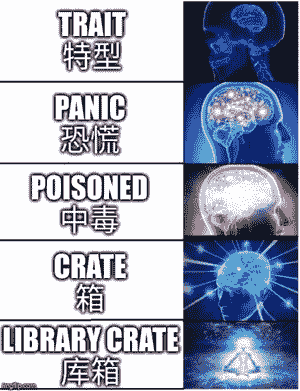 TRAIT
特型
PANIC
恐慌
POISONED
中毒
CRATE
箱
LIBRARY CRATE
库箱
imgflip.com